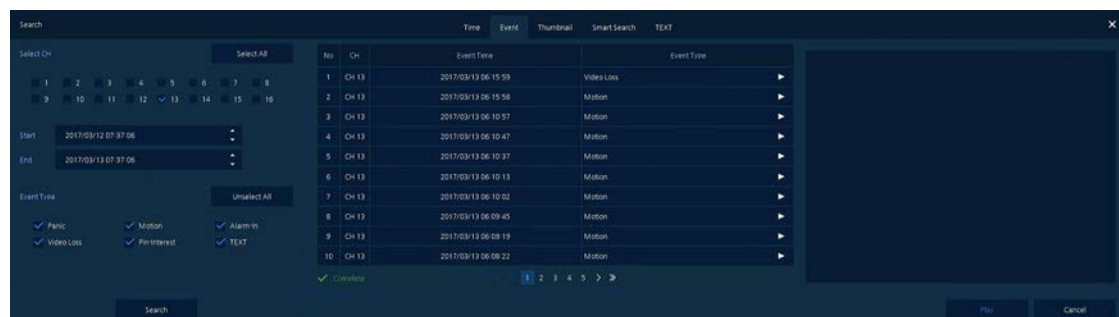 Search
Time Event Thumbnail Smart Search TEXT
Select CH Select All
1 2 3 4 5 6 7 8
9 10 11 12 13 14 15 16
Start 2017/03/12 07:37:06
End 2017/03/13 07:37:06
Event Type Unselect All
Panic Motion Alarm-In
Video Loss Pin-Interest TEXT
Search
No CH Event Time Event Type
1 CH 13 2017/03/13 06:15:59 Video Loss
2 CH 13 2017/03/13 06:15:58 Motion
3 CH 13 2017/03/13 06:10:57 Motion
4 CH 13 2017/03/13 06:10:47 Motion
5 CH 13 2017/03/13 06:10:37 Motion
6 CH 13 2017/03/13 06:10:13 Motion
7 CH 13 2017/03/13 06:10:02 Motion
8 CH 13 2017/03/13 06:09:45 Motion
9 CH 13 2017/03/13 06:09:19 Motion
10 CH 13 2017/03/13 06:08:22 Motion
Complete 1 2 3 4 5
Play Cancel